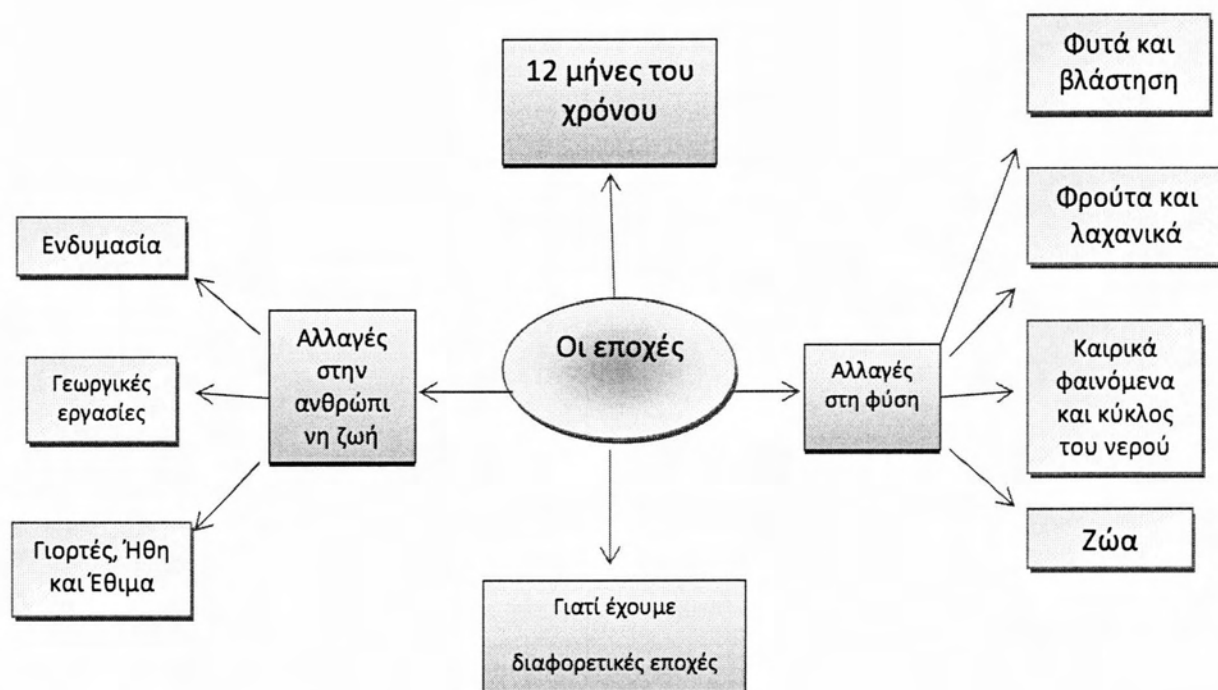 12 μήνες του
χρόνου
Φυτά και
βλάστηση
Φρούτα και
λαχανικά
Ενδυμασία
Αλλαγές
στην
ανθρώπι
νη ζωή
Οι εποχές
Αλλαγές
στη φύση
Καιρικά
φαινόμενα
και κύκλος
του νερού
Γεωργικές
εργασίες
Γιορτές, Ήθη
και Έθιμα
Ζώα
Γιατί έχουμε
διαφορετικές εποχές